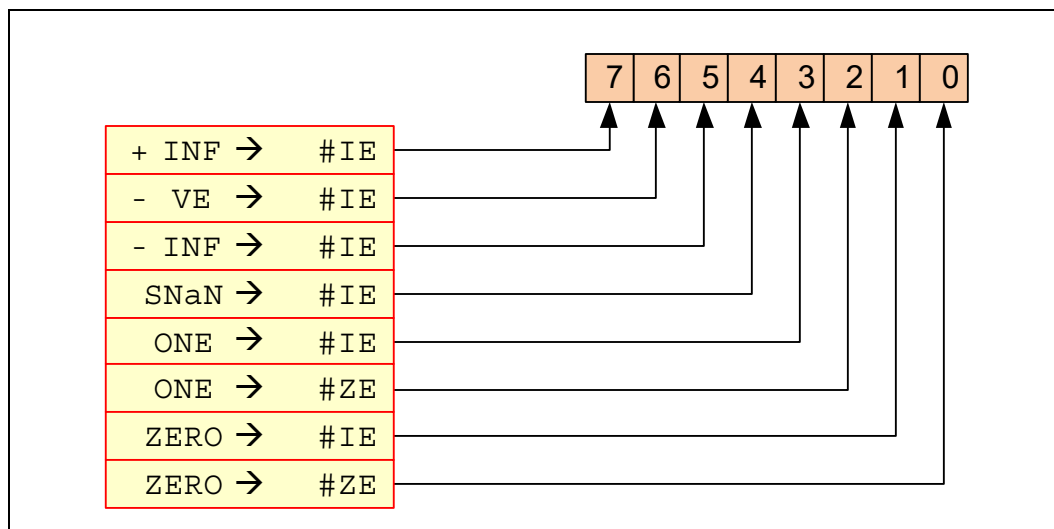 7 6 5 4 3 2 1 0
+ INF → #IE
- VE → #IE
- INF → #IE
SNaN → #IE
ONE → #IE
ONE → #ZE
ZERO → #IE
ZERO → #ZE